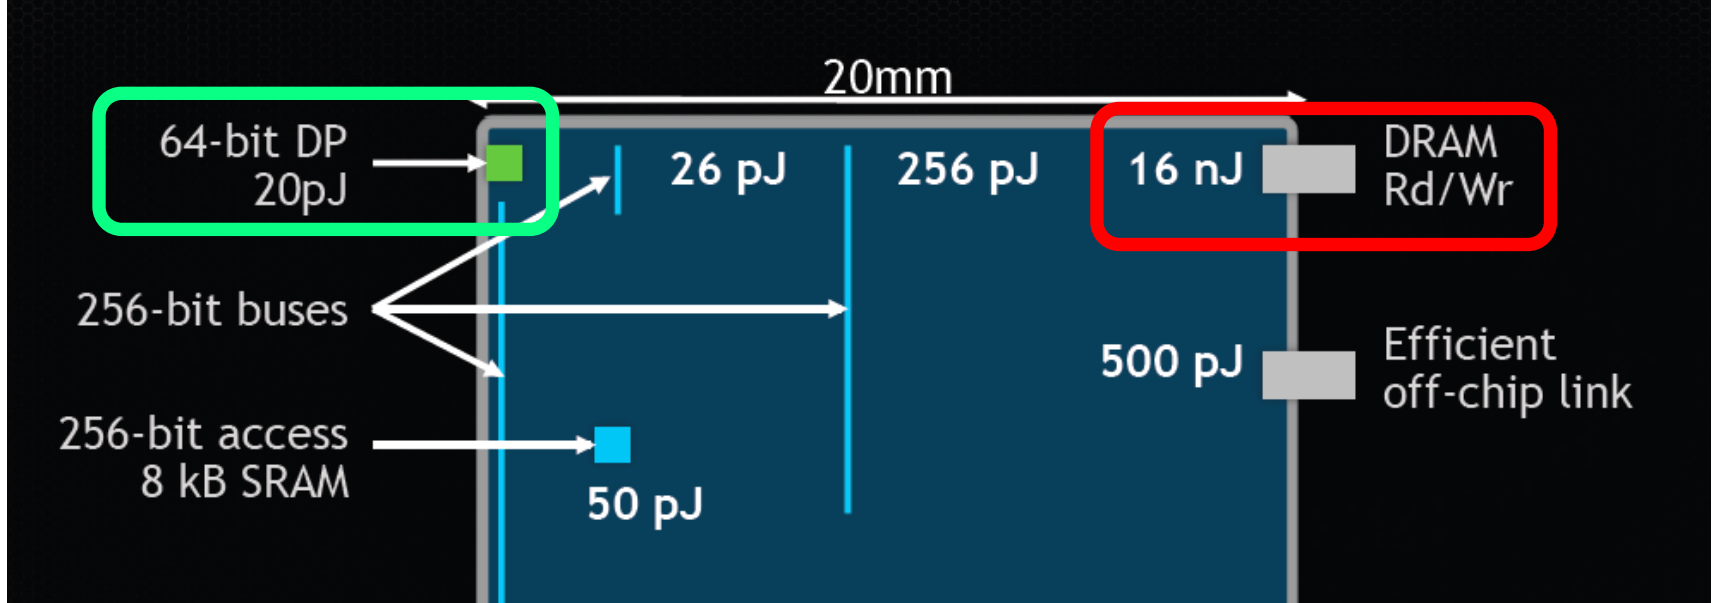 20mm
64-bit DP
20pJ
26 pJ
256 pJ
16 nJ
DRAM
Rd/Wr
256-bit buses
500 pJ
Efficient
off-chip link
256-bit access
8 kB SRAM
50 pJ